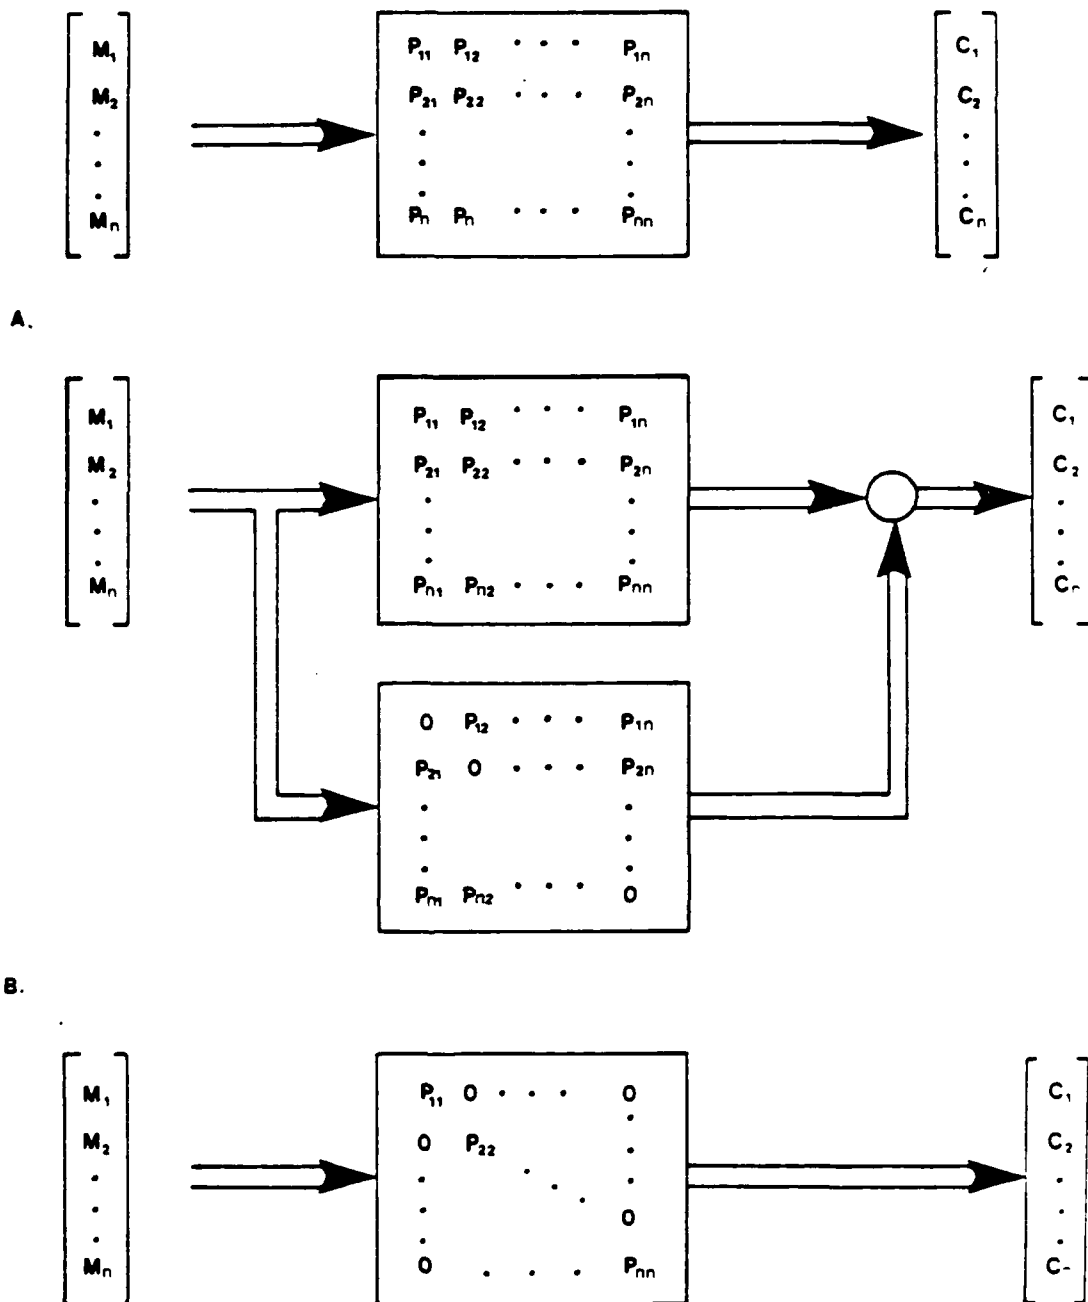 M₁ P₁₁ P₁₂ · · · P₁ₙ C₁
M₂ P₂₁ P₂₂ · · · P₂ₙ C₂
· · · ·
· · · ·
· · · ·
Mₙ Pₙ Pₙ · · · Pₙₙ Cₙ
A.
M₁ P₁₁ P₁₂ · · · P₁ₙ C₁
M₂ P₂₁ P₂₂ · · · P₂ₙ C₂
· · · ·
· · · ·
· · · ·
Mₙ Pₙ₁ Pₙ₂ · · · Pₙₙ Cₙ
0 P₁₂ · · · P₁ₙ
P₂₁ 0 · · · P₂ₙ
· ·
· ·
· ·
Pₙ₁ Pₙ₂ · · · 0
B.
M₁ P₁₁ 0 · · · 0 C₁
M₂ 0 P₂₂ · C₂
· · · · ·
· · · · ·
· · · 0 ·
Mₙ 0 · · · Pₙₙ C